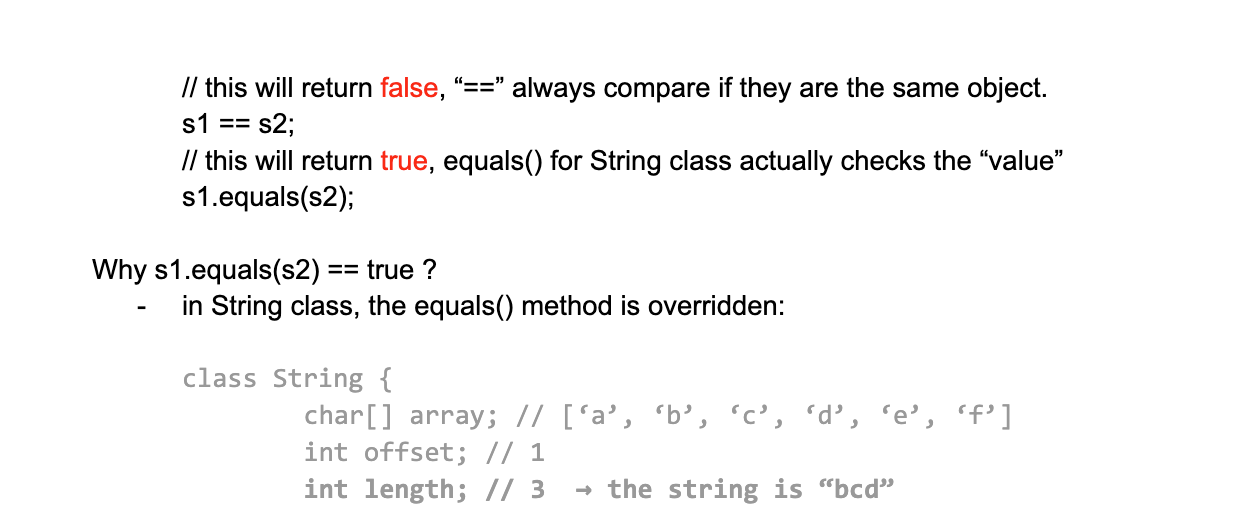 // this will return false, “==” always compare if they are the same object.
s1 == s2;
// this will return true, equals() for String class actually checks the “value”
s1.equals(s2);
Why s1.equals(s2) == true ?
- in String class, the equals() method is overridden:
class String {
char[] array; // [‘a’, ‘b’, ‘c’, ‘d’, ‘e’, ‘f’]
int offset; // 1
int length; // 3 → the string is “bcd”